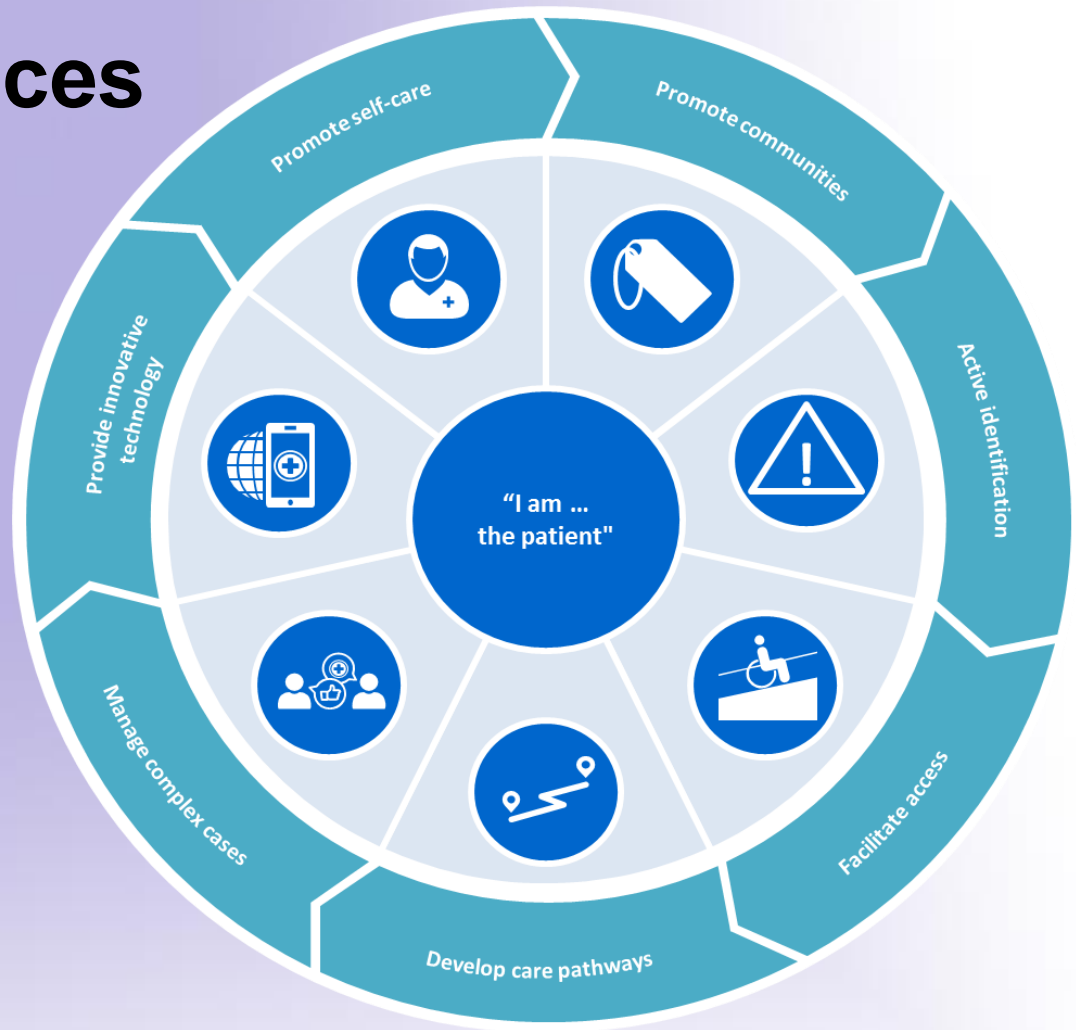 ces
Promote self-care
Promote communities
Active identification
Facilitate access
Develop care pathways
Manage complex cases
Provide innovative
technology
“I am ...
the patient"